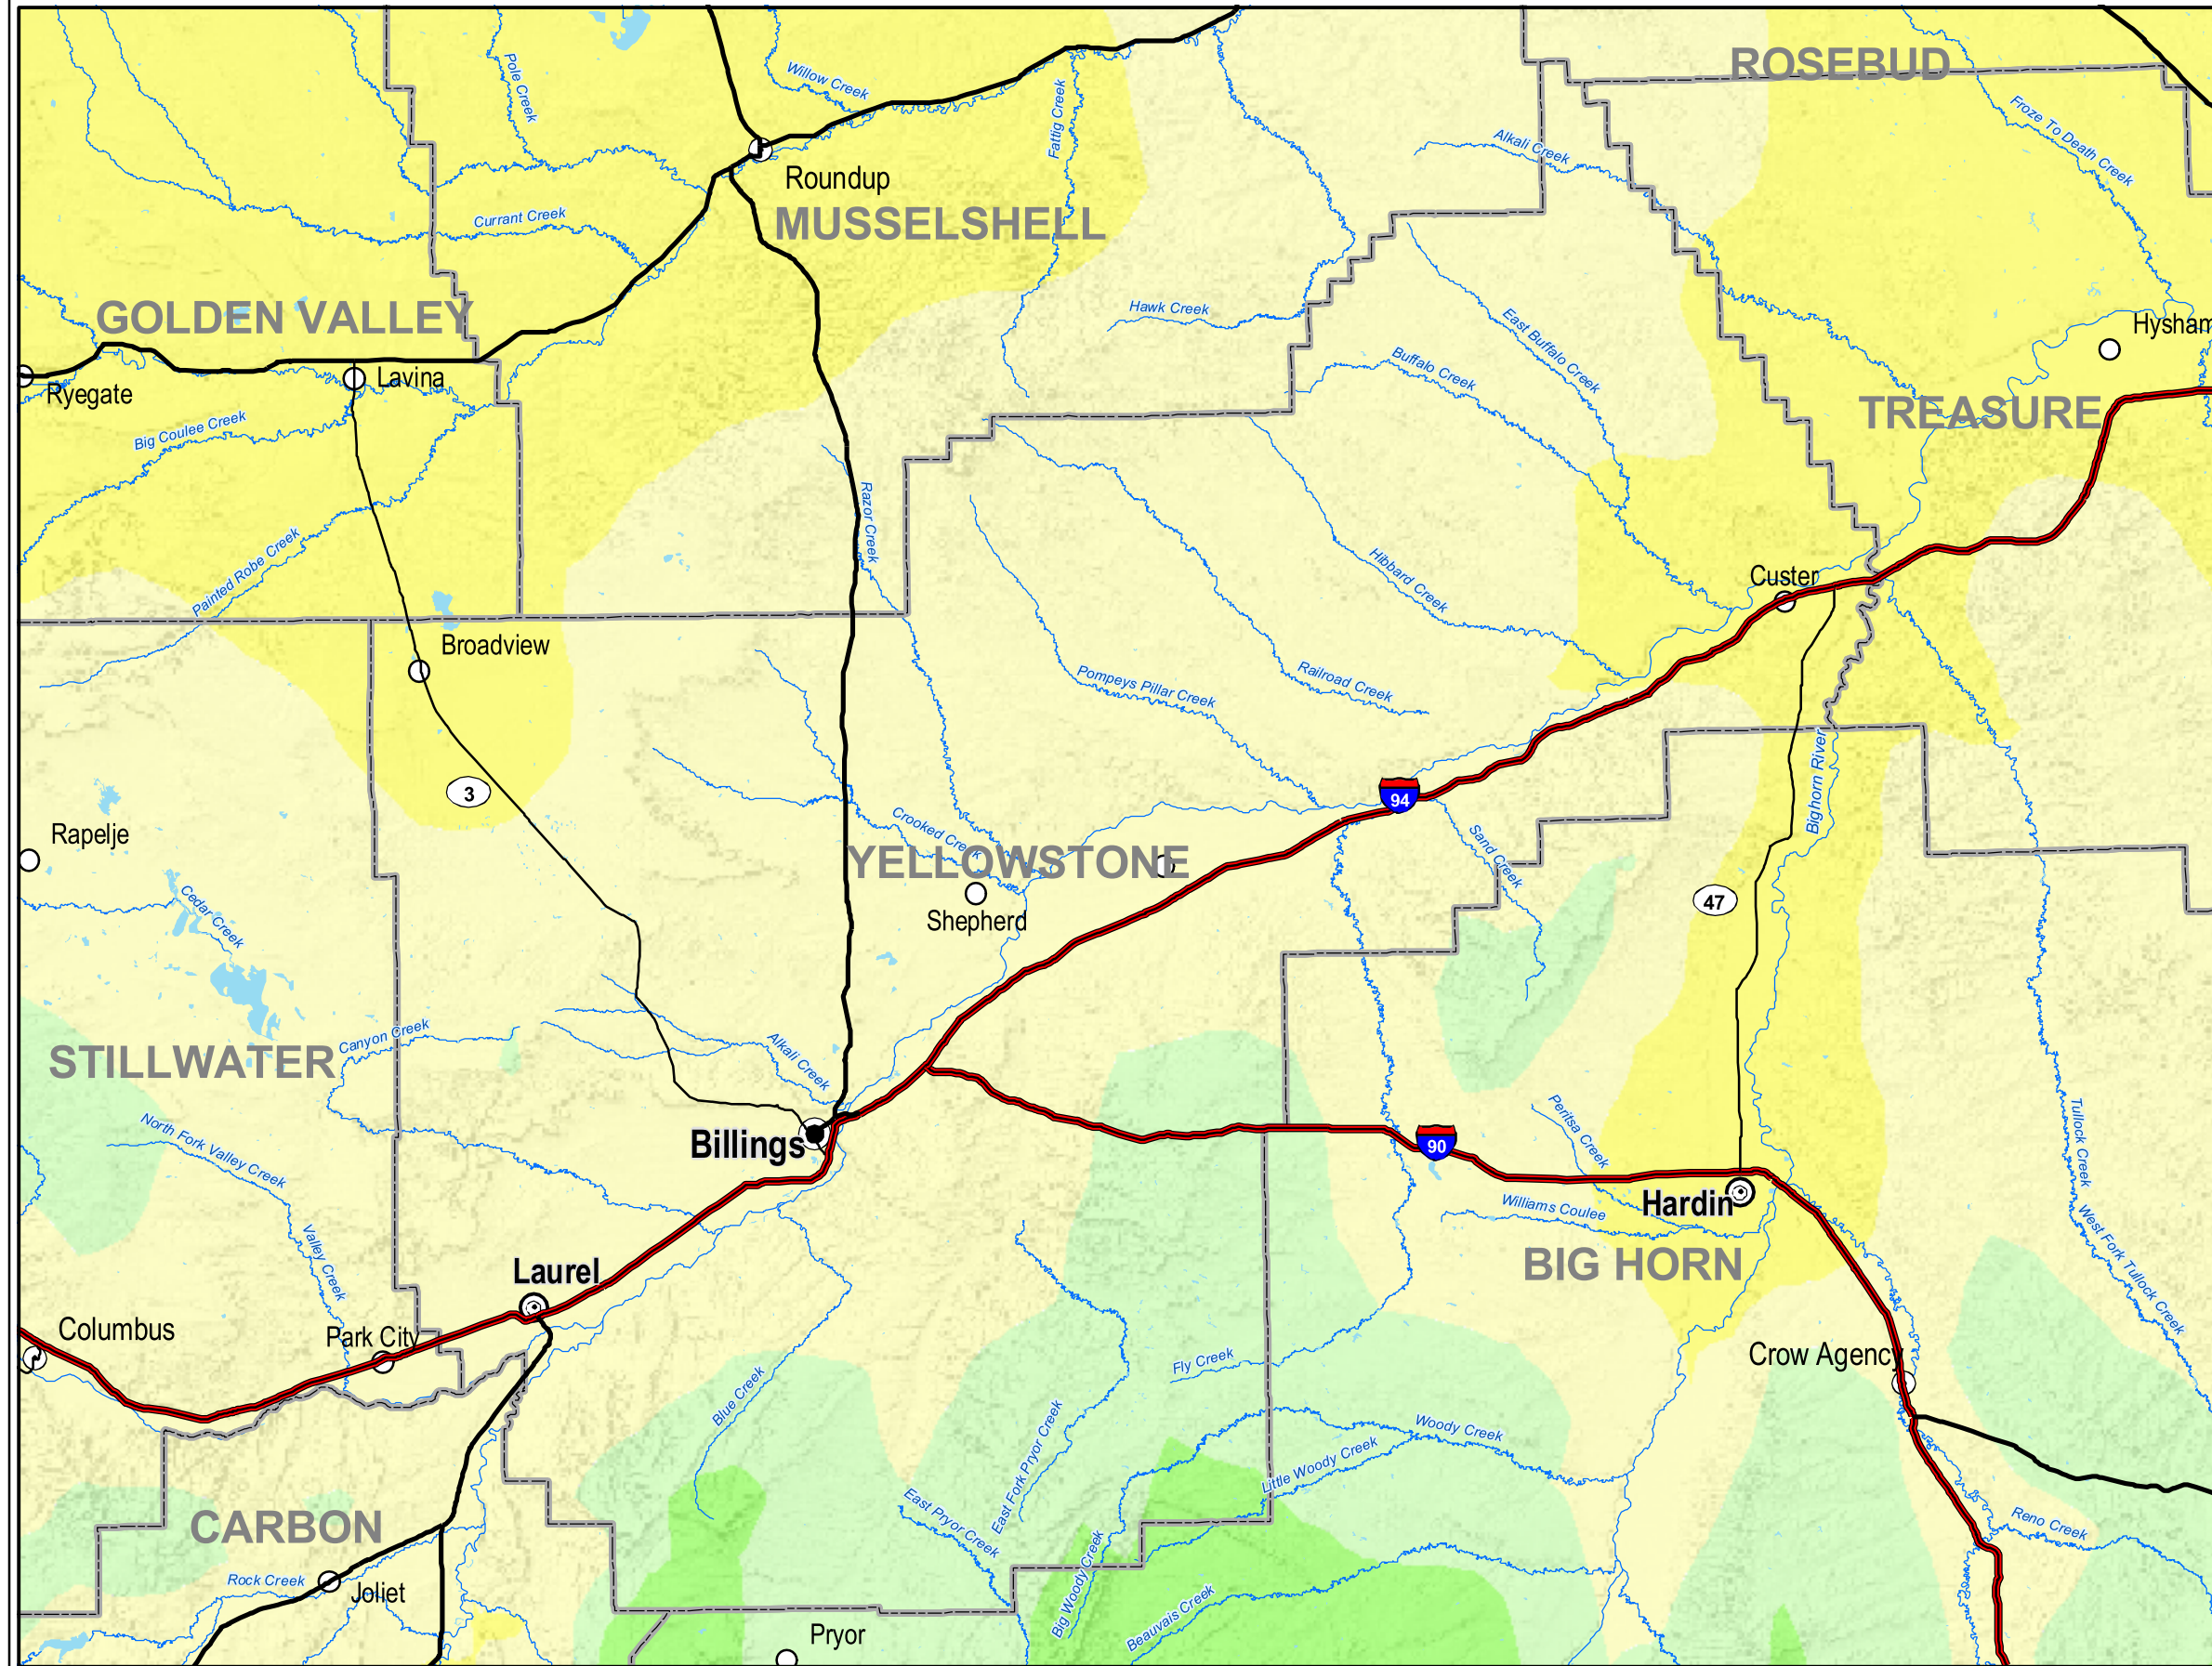 ROSEBUD
Pole Creek
Willow Creek
Fattig Creek
Froze To Death Creek
Alkali Creek
Roundup
MUSSELSHELL
Currant Creek
GOLDEN VALLEY
Hawk Creek
East Buffalo Creek
Hysham
Buffalo Creek
Lavina
Ryegate
TREASURE
Big Coulee Creek
Razor Creek
Painted Robe Creek
Hibbard Creek
Custer
Broadview
Railroad Creek
Pompeys Pillar Creek
Bighorn River
3
94
Rapelje
Crooked Creek
YELLOWSTONE
Sand Creek
47
Cedar Creek
Shepherd
Canyon Creek
STILLWATER
Alkali Creek
Billings
90
Peritsa Creek
Tullock Creek
North Fork Valley Creek
Williams Coulee
Hardin
West Fork Tullock Creek
Valley Creek
BIG HORN
Laurel
Columbus
Park City
Crow Agency
Fly Creek
Blue Creek
Woody Creek
East Fork Pryor Creek
Little Woody Creek
CARBON
East Pryor Creek
Reno Creek
Big Woody Creek
Rock Creek
Joliet
Beauvais Creek
Pryor